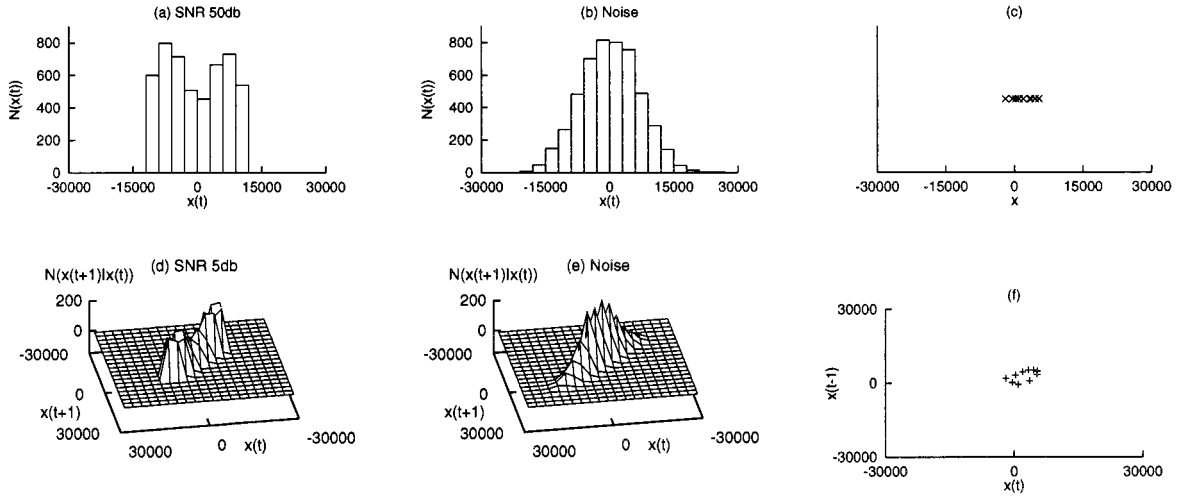 (a) SNR 50db
N(x(t))
800
600
400
200
0
-30000 -15000 0 15000 30000
x(t)
(b) Noise
N(x(t))
800
600
400
200
0
-30000 -15000 0 15000 30000
x(t)
(c)
-30000 -15000 0 15000 30000
x
(d) SNR 5db
N(x(t+1)|x(t))
200
0
-30000
0
x(t+1)
30000
30000
0
x(t)
-30000
(e) Noise
N(x(t+1)|x(t))
200
0
-30000
0
x(t+1)
30000
30000
0
x(t)
-30000
(f)
30000
x(t-1)
0
-30000
-30000 0 30000
x(t)